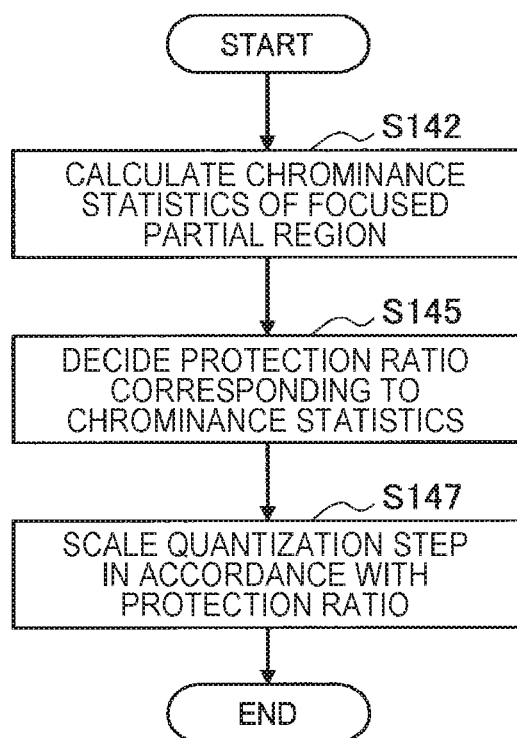 START
S142
CALCULATE CHROMINANCE
STATISTICS OF FOCUSED
PARTIAL REGION
S145
DECIDE PROTECTION RATIO
CORRESPONDING TO
CHROMINANCE STATISTICS
S147
SCALE QUANTIZATION STEP
IN ACCORDANCE WITH
PROTECTION RATIO
END